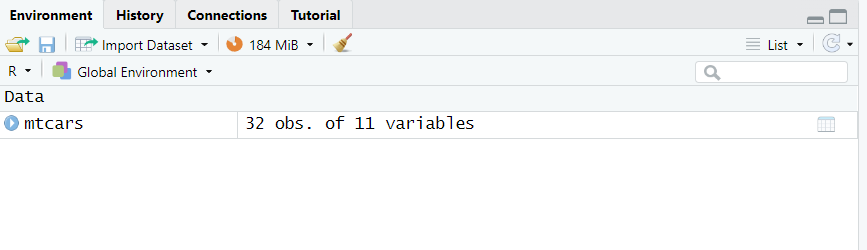 Environment History Connections Tutorial
Import Dataset 184 MiB List
R Global Environment
Data
mtcars 32 obs. of 11 variables